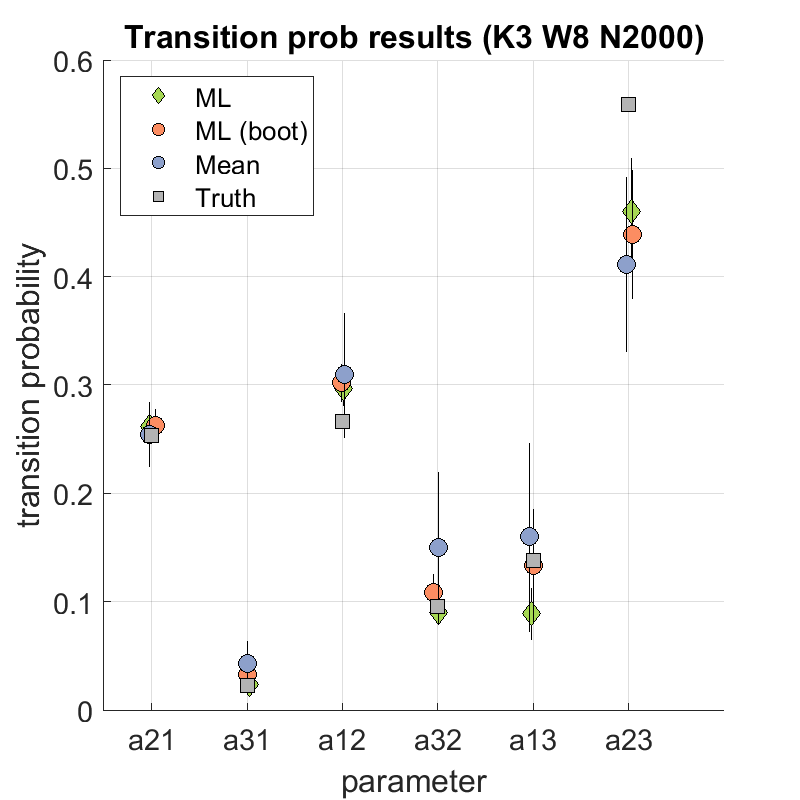 Transition prob results (K3 W8 N2000)
ML
ML (boot)
Mean
Truth
0.6
0.5
0.4
0.3
0.2
0.1
0
transition probability
a21 a31 a12 a32 a13 a23
parameter